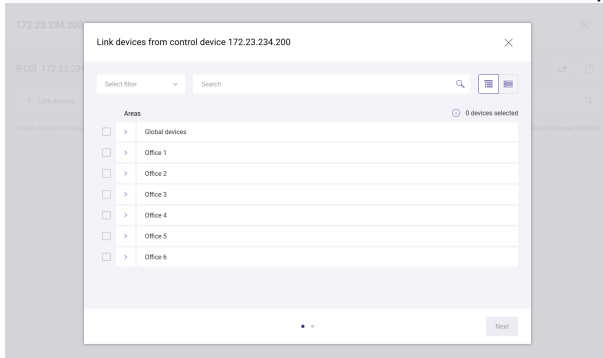 172.23.234.200
Link devices from control device 172.23.234.200
[FC0] 172.23.234
Select filter
Search
Link devices
Areas
0 devices selected
Global devices
Office 1
Office 2
Office 3
Office 4
Office 5
Office 6
Next